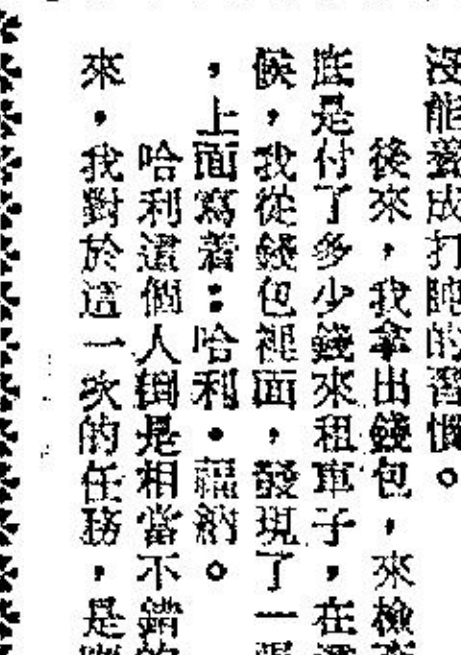 沒能養成打盹的習慣。
後來，我拿出錢包，來檢
底是付了多少錢來租車子，在這
候，我從錢包裡面，發現了一張
，上面寫着：哈利·福納。
哈利這個人倒是相當不錯的
來，我對於這一次的任務，是